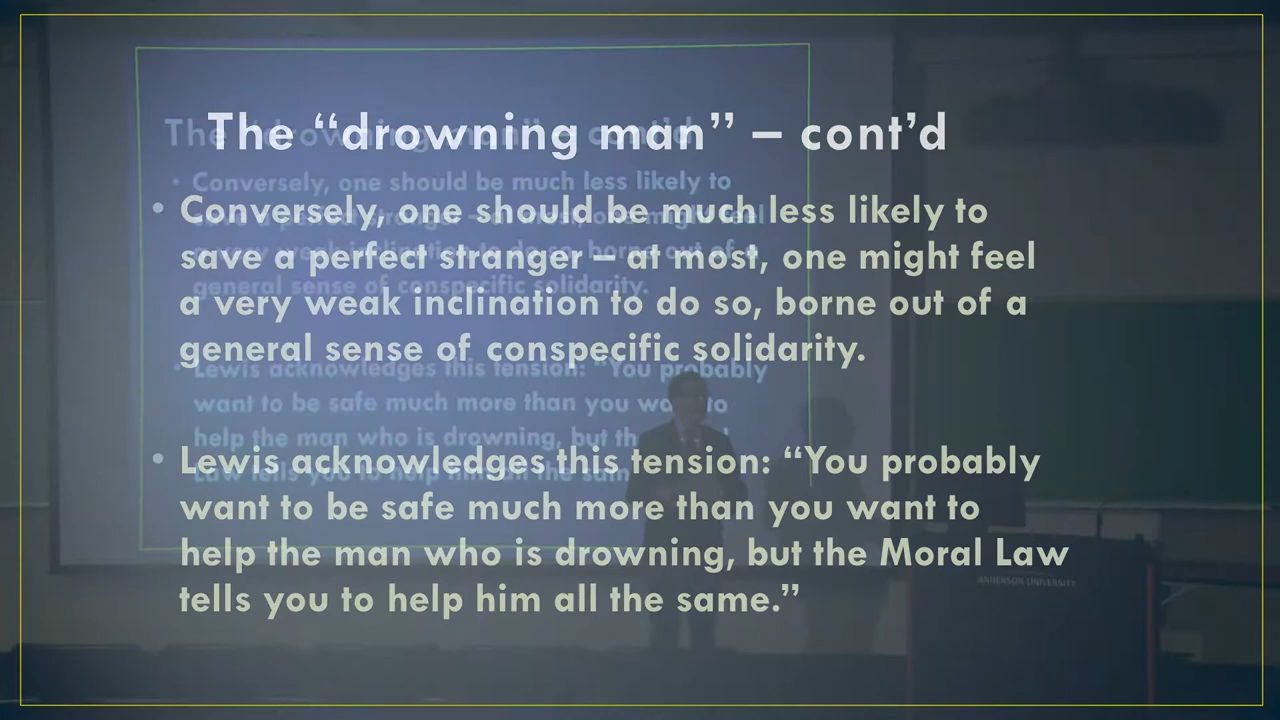 The “drowning man” – cont’d
• Conversely, one should be much less likely to
save a perfect stranger – at most, one might feel
a very weak inclination to do so, borne out of a
general sense of conspecific solidarity.
• Lewis acknowledges this tension: “You probably
want to be safe much more than you want to
help the man who is drowning, but the Moral Law
tells you to help him all the same.”
ANDERSON UNIVERSITY